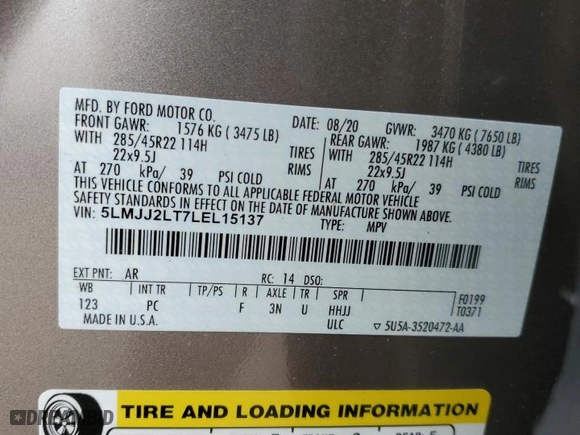 MFD. BY FORD MOTOR CO. DATE: 08/20 GVWR: 3470 KG ( 7650 LB)
FRONT GAWR: 1576 KG ( 3475 LB) REAR GAWR: 1987 KG ( 4380 LB)
WITH 285/45R22 114H TIRES WITH 285/45R22 114H TIRES
22x9.5J RIMS 22x9.5J RIMS
AT 270 kPa/ 39 PSI COLD AT 270 kPa/ 39 PSI COLD
THIS VEHICLE CONFORMS TO ALL APPLICABLE FEDERAL MOTOR VEHICLE
SAFETY STANDARDS IN EFFECT ON THE DATE OF MANUFACTURE SHOWN ABOVE.
VIN: 5LMJJ2LT7LEL15137
TYPE: MPV
EXT PNT: AR RC: 14 DSO:
WB INT TR TP/PS R AXLE TR SPR F0199
123 PC F 3N U HHJJ T0371
MADE IN U.S.A. ULC ▽ 5U5A-3520472-AA
TIRE AND LOADING INFORMATION